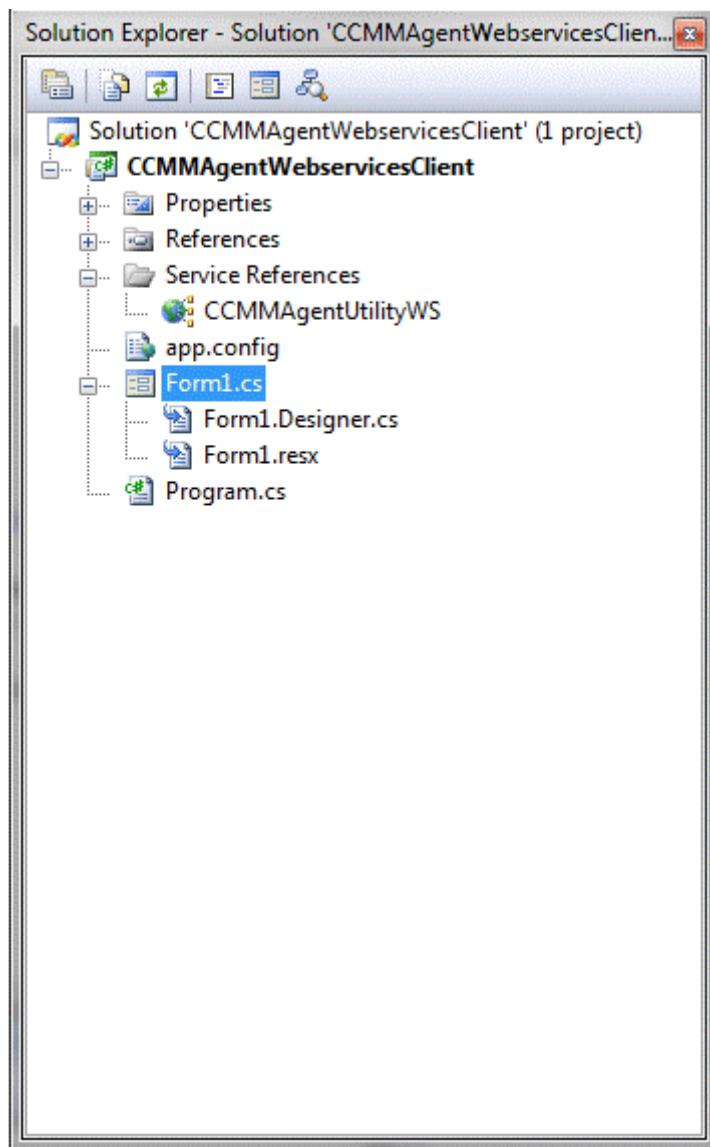 Solution Explorer - Solution 'CCMMAgentWebservicesClien...
Solution 'CCMMAgentWebservicesClient' (1 project)
CCMMAgentWebservicesClient
Properties
References
Service References
CCMMAgentUtilityWS
app.config
Form1.cs
Form1.Designer.cs
Form1.resx
Program.cs